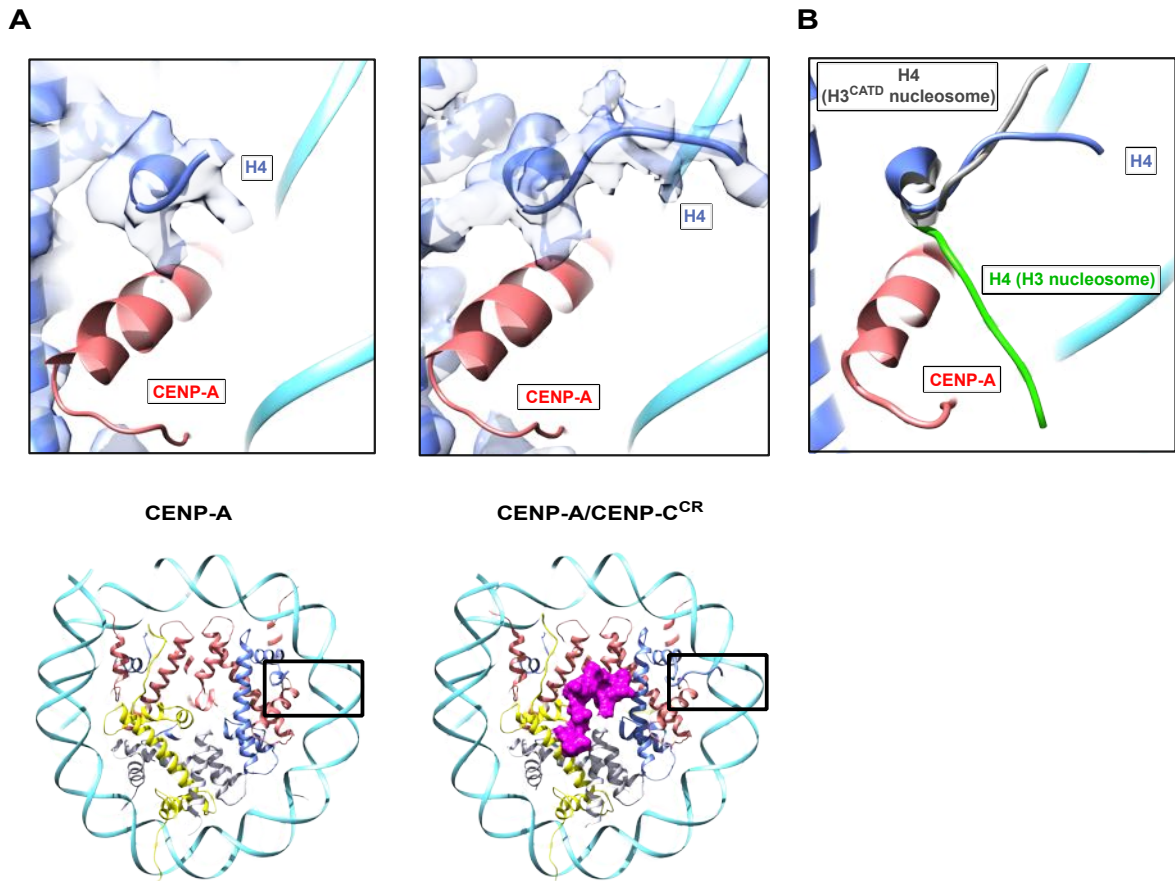 A
B
H4
CENP-A
H4
CENP-A
H4
(H3CATD nucleosome)
H4
H4 (H3 nucleosome)
CENP-A
CENP-A
CENP-A/CENP-CCR